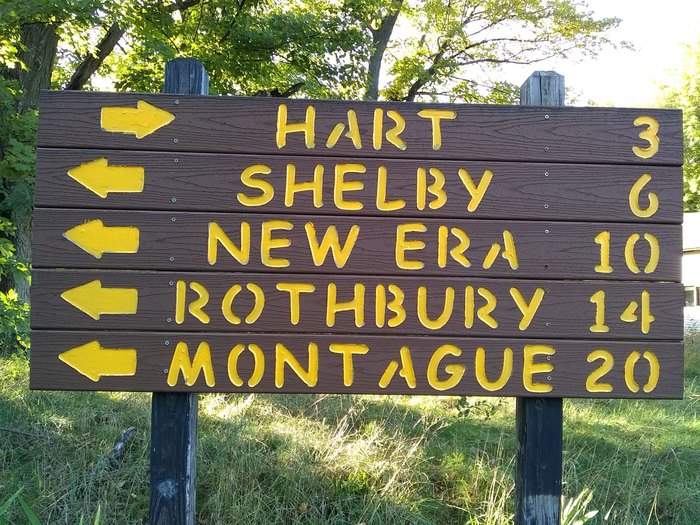 HART 3
SHELBY 6
NEW ERA 10
ROTHBURY 14
MONTAGUE 20